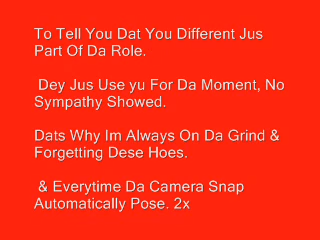 To Tell You Dat You Different Jus
Part Of Da Role.
Dey Jus Use yu For Da Moment, No
Sympathy Showed.
Dats Why Im Always On Da Grind &
Forgetting Dese Hoes.
& Everytime Da Camera Snap
Automatically Pose. 2x